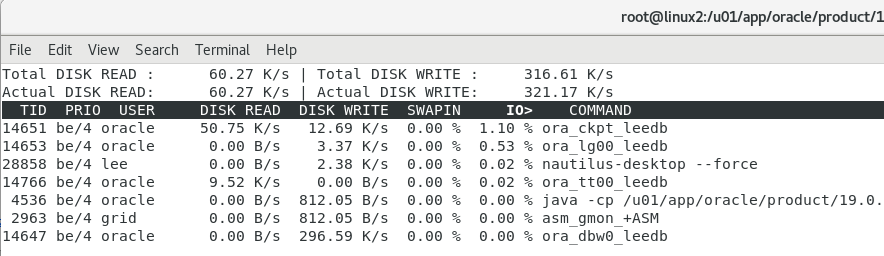 root@linux2:/u01/app/oracle/product/1
File Edit View Search Terminal Help
Total DISK READ : 60.27 K/s | Total DISK WRITE : 316.61 K/s
Actual DISK READ: 60.27 K/s | Actual DISK WRITE: 321.17 K/s
TID PRIO USER DISK READ DISK WRITE SWAPIN IO> COMMAND
14651 be/4 oracle 50.75 K/s 12.69 K/s 0.00 % 1.10 % ora_ckpt_leedb
14653 be/4 oracle 0.00 B/s 3.37 K/s 0.00 % 0.53 % ora_lg00_leedb
28858 be/4 lee 0.00 B/s 2.38 K/s 0.00 % 0.02 % nautilus-desktop --force
14766 be/4 oracle 9.52 K/s 0.00 B/s 0.00 % 0.02 % ora_tt00_leedb
4536 be/4 oracle 0.00 B/s 812.05 B/s 0.00 % 0.00 % java -cp /u01/app/oracle/product/19.0.
2963 be/4 grid 0.00 B/s 812.05 B/s 0.00 % 0.00 % asm_gmon_+ASM
14647 be/4 oracle 0.00 B/s 296.59 K/s 0.00 % 0.00 % ora_dbw0_leedb